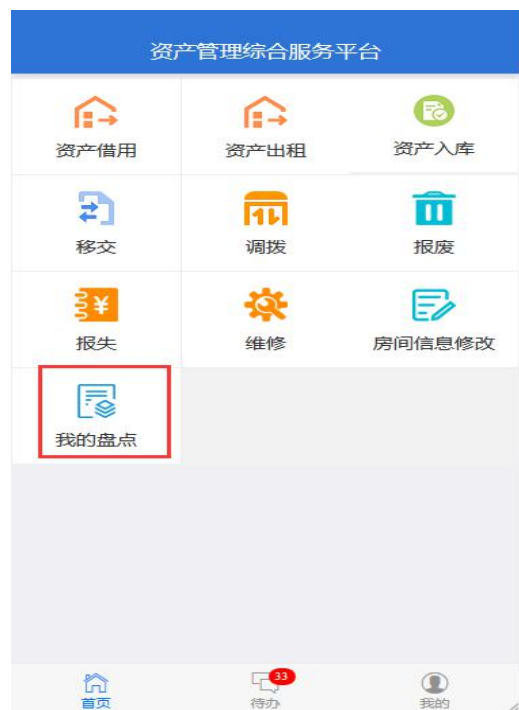 资产管理综合服务平台
资产借用 资产出租 资产入库
移交 调拨 报废
¥
报失 维修 房间信息修改
我的盘点
33
首页 待办 我的